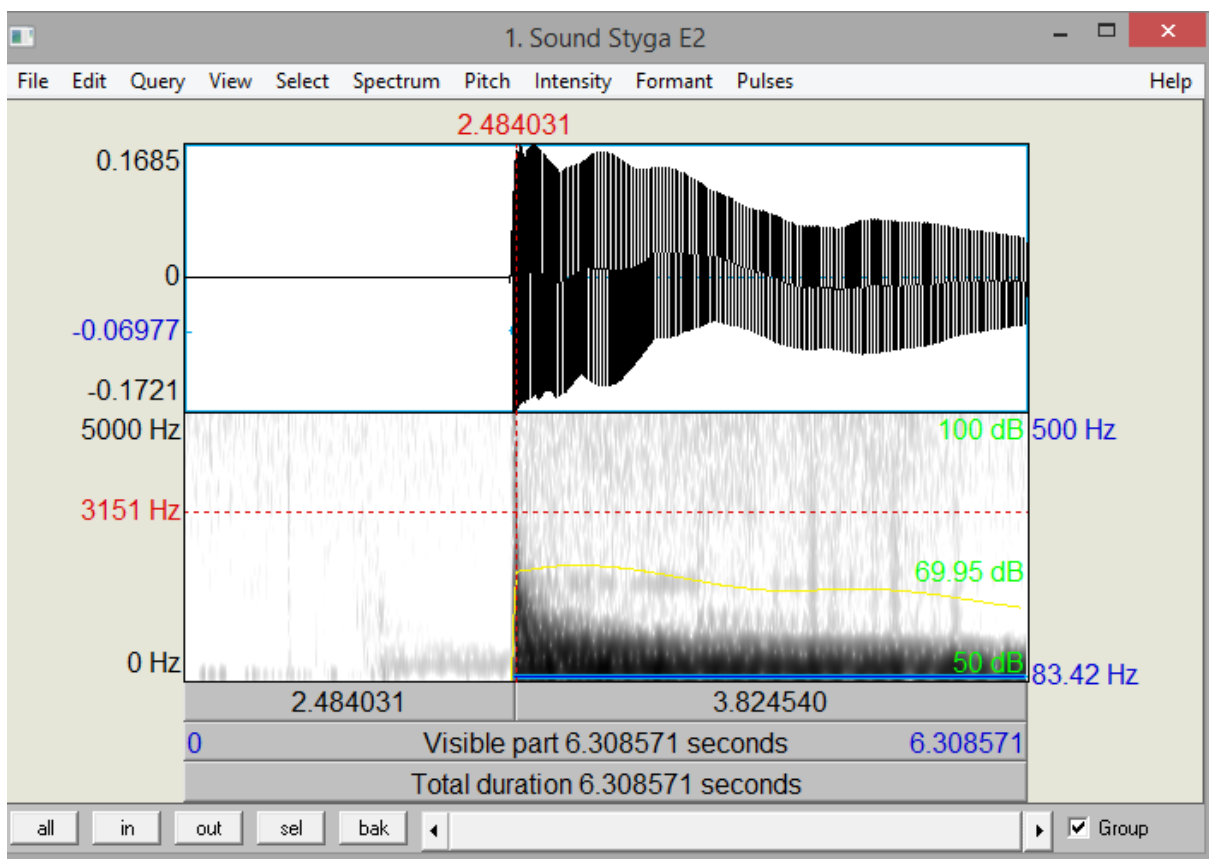 1. Sound Styga E2
File Edit Query View Select Spectrum Pitch Intensity Formant Pulses Help
2.484031
0.1685
0
-0.06977
-0.1721
5000 Hz 100 dB 500 Hz
3151 Hz
69.95 dB
0 Hz 50 dB 83.42 Hz
2.484031 3.824540
0 Visible part 6.308571 seconds 6.308571
Total duration 6.308571 seconds
all in out sel bak Group